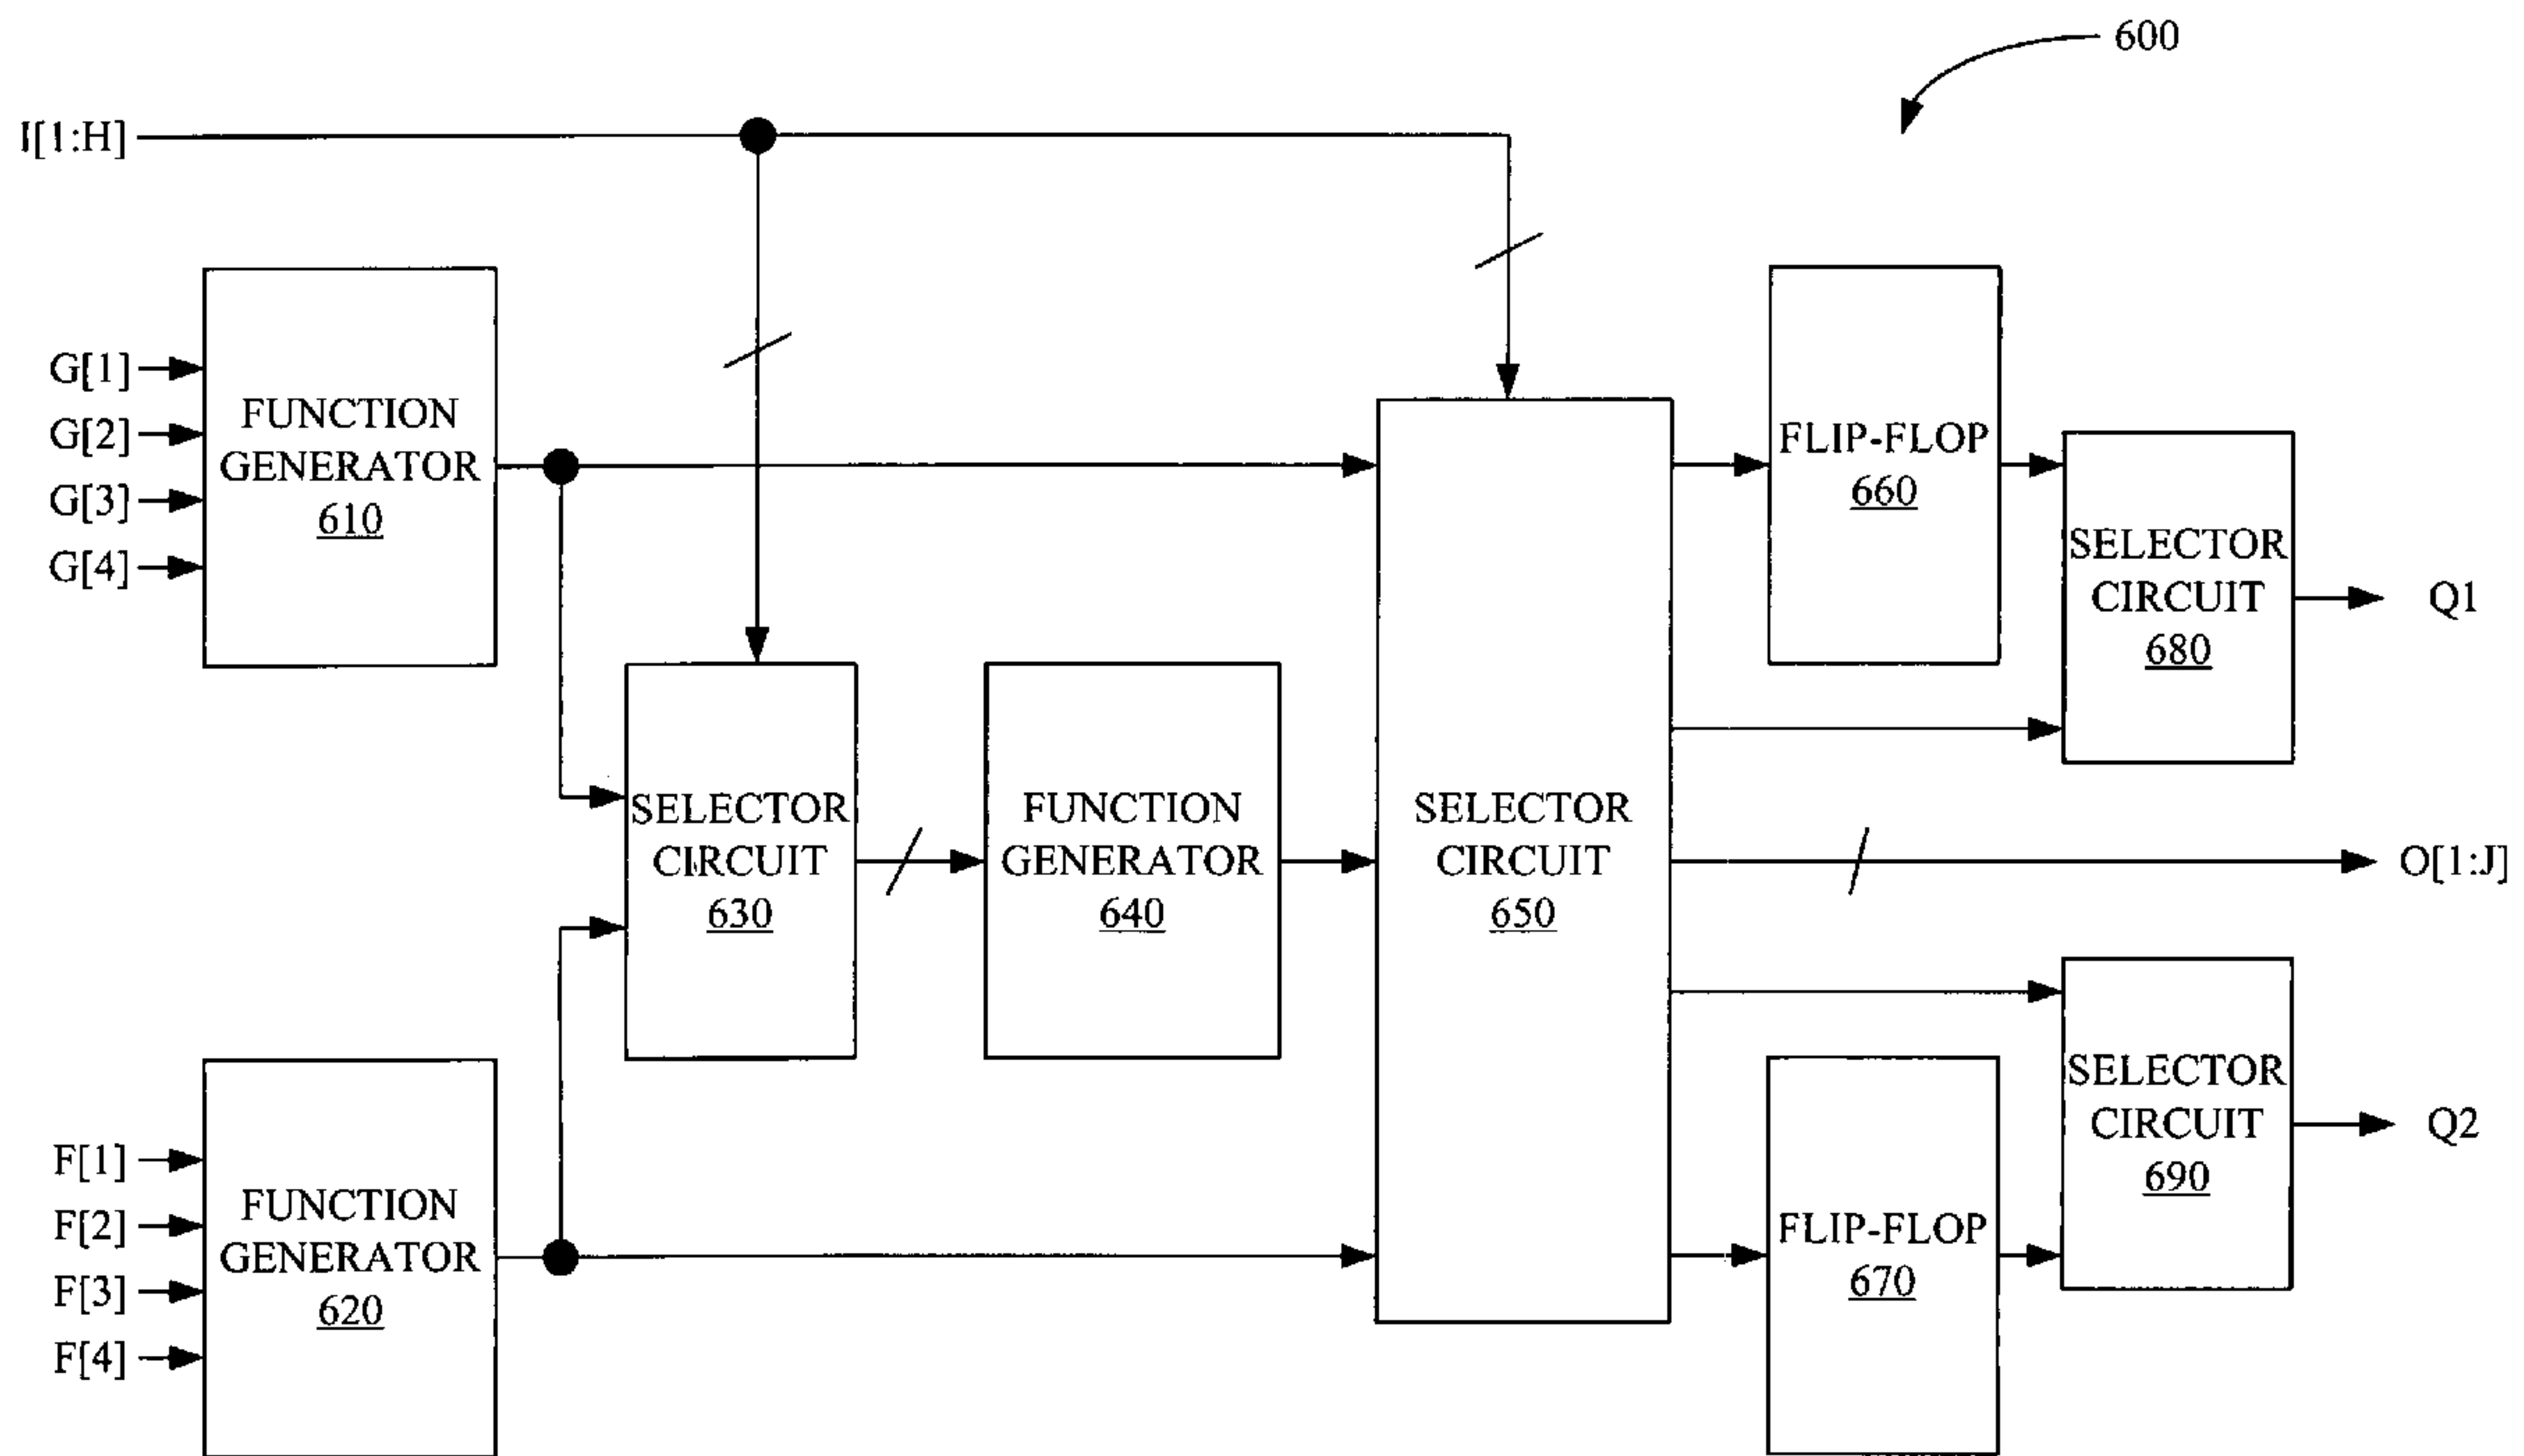 600
I[1:H]
G[1]
G[2]
G[3]
G[4]
FUNCTION
GENERATOR
610
FLIP-FLOP
660
SELECTOR
CIRCUIT
680
Q1
SELECTOR
CIRCUIT
630
FUNCTION
GENERATOR
640
SELECTOR
CIRCUIT
650
O[1:J]
F[1]
F[2]
F[3]
F[4]
FUNCTION
GENERATOR
620
FLIP-FLOP
670
SELECTOR
CIRCUIT
690
Q2